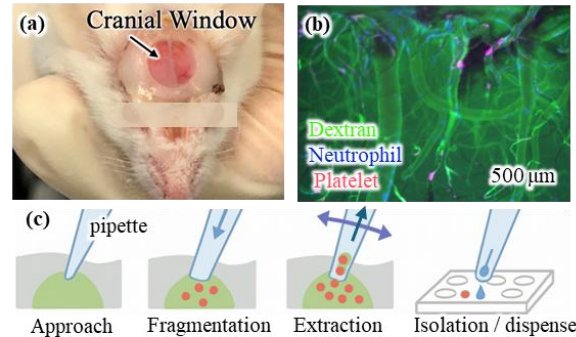 (a)
Cranial Window
(b)
Dextran
Neutrophil
Platelet
500 μm
(c)
pipette
Approach
Fragmentation
Extraction
Isolation / dispense